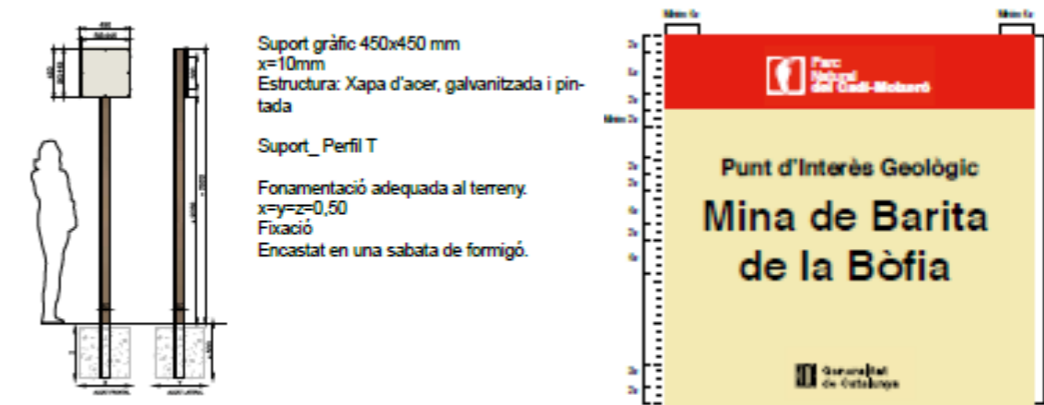 Suport gràfic 450x450 mm
x=10mm
Estructura: Xapa d'acer, galvanitzada i pin-
tada
Suport_ Perfil T
Fonamentació adequada al terreny.
x=y=z=0,50
Fixació
Encastat en una sabata de formigó.
Parc
Natural
del Cadí-Moixeró
Punt d'Interès Geològic
Mina de Barita
de la Bòfia
Generalitat
de Catalunya